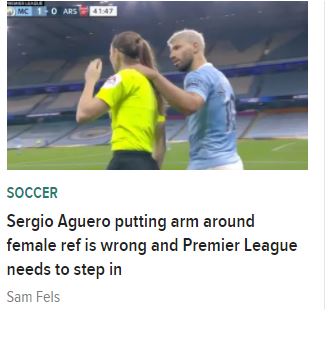 PREMIER LEAGUE
MC 1 - 0 ARS 41:47
SOCCER
Sergio Aguero putting arm around
female ref is wrong and Premier League
needs to step in
Sam Fels